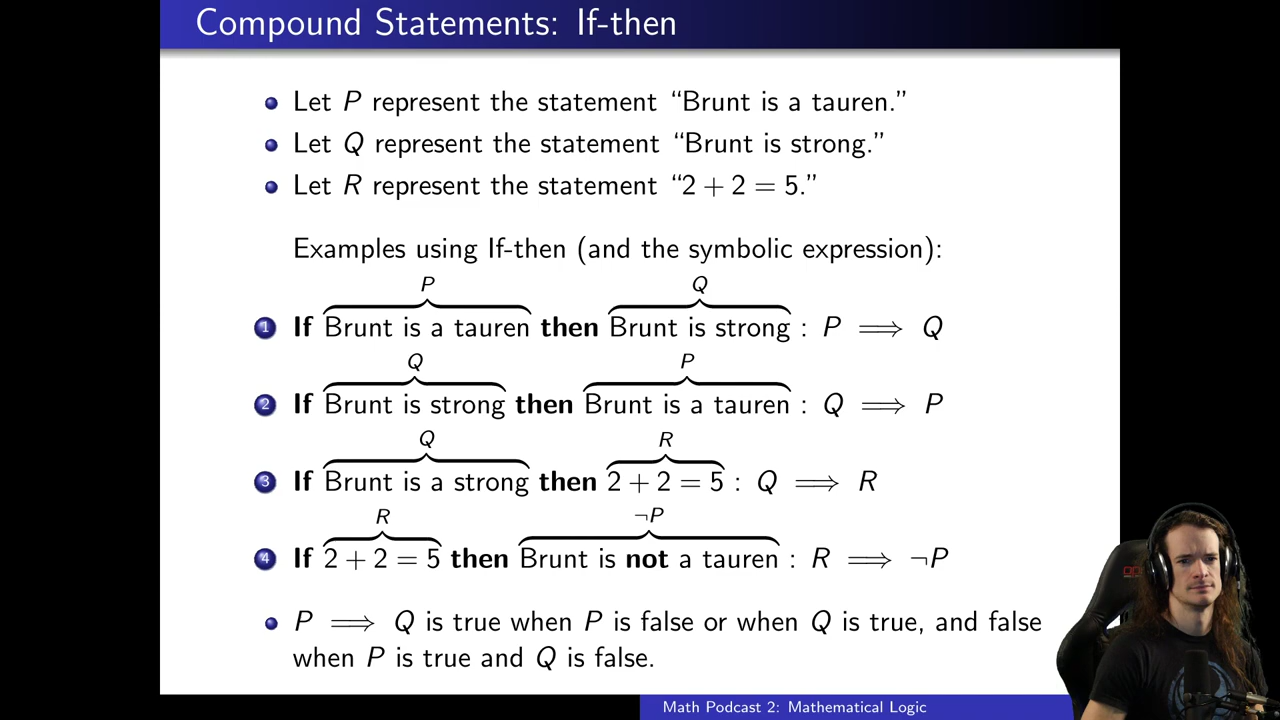 Compound Statements: If-then
Let P represent the statement “Brunt is a tauren.”
Let Q represent the statement “Brunt is strong.”
Let R represent the statement “2 + 2 = 5.”
Examples using If-then (and the symbolic expression):
P Q
1 If Brunt is a tauren then Brunt is strong : P ⟹ Q
Q P
2 If Brunt is strong then Brunt is a tauren : Q ⟹ P
Q R
3 If Brunt is a strong then 2 + 2 = 5 : Q ⟹ R
R ¬P
4 If 2 + 2 = 5 then Brunt is not a tauren : R ⟹ ¬P
P ⟹ Q is true when P is false or when Q is true, and false
when P is true and Q is false.
Math Podcast 2: Mathematical Logic